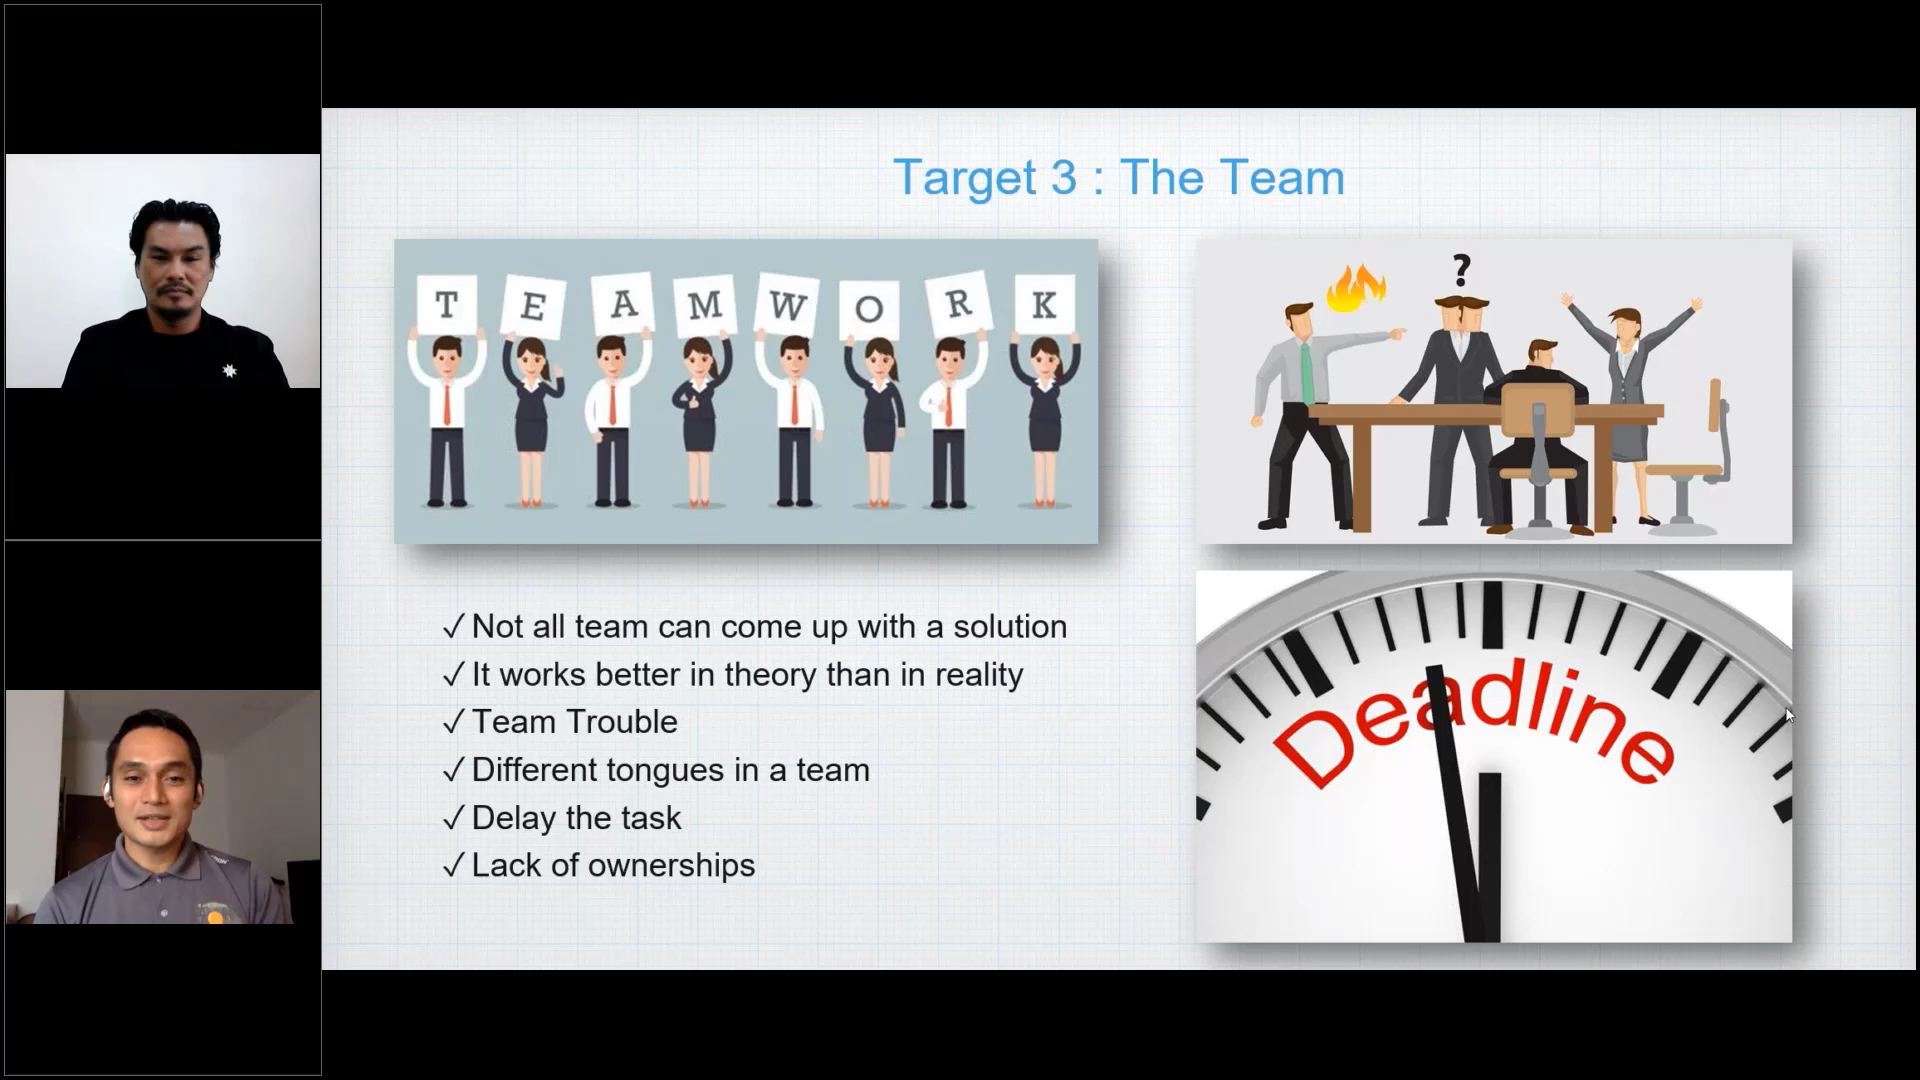 Target 3 : The Team
T E A M W O R K
?
✓ Not all team can come up with a solution
✓ It works better in theory than in reality
✓ Team Trouble
✓ Different tongues in a team
✓ Delay the task
✓ Lack of ownerships
Deadline